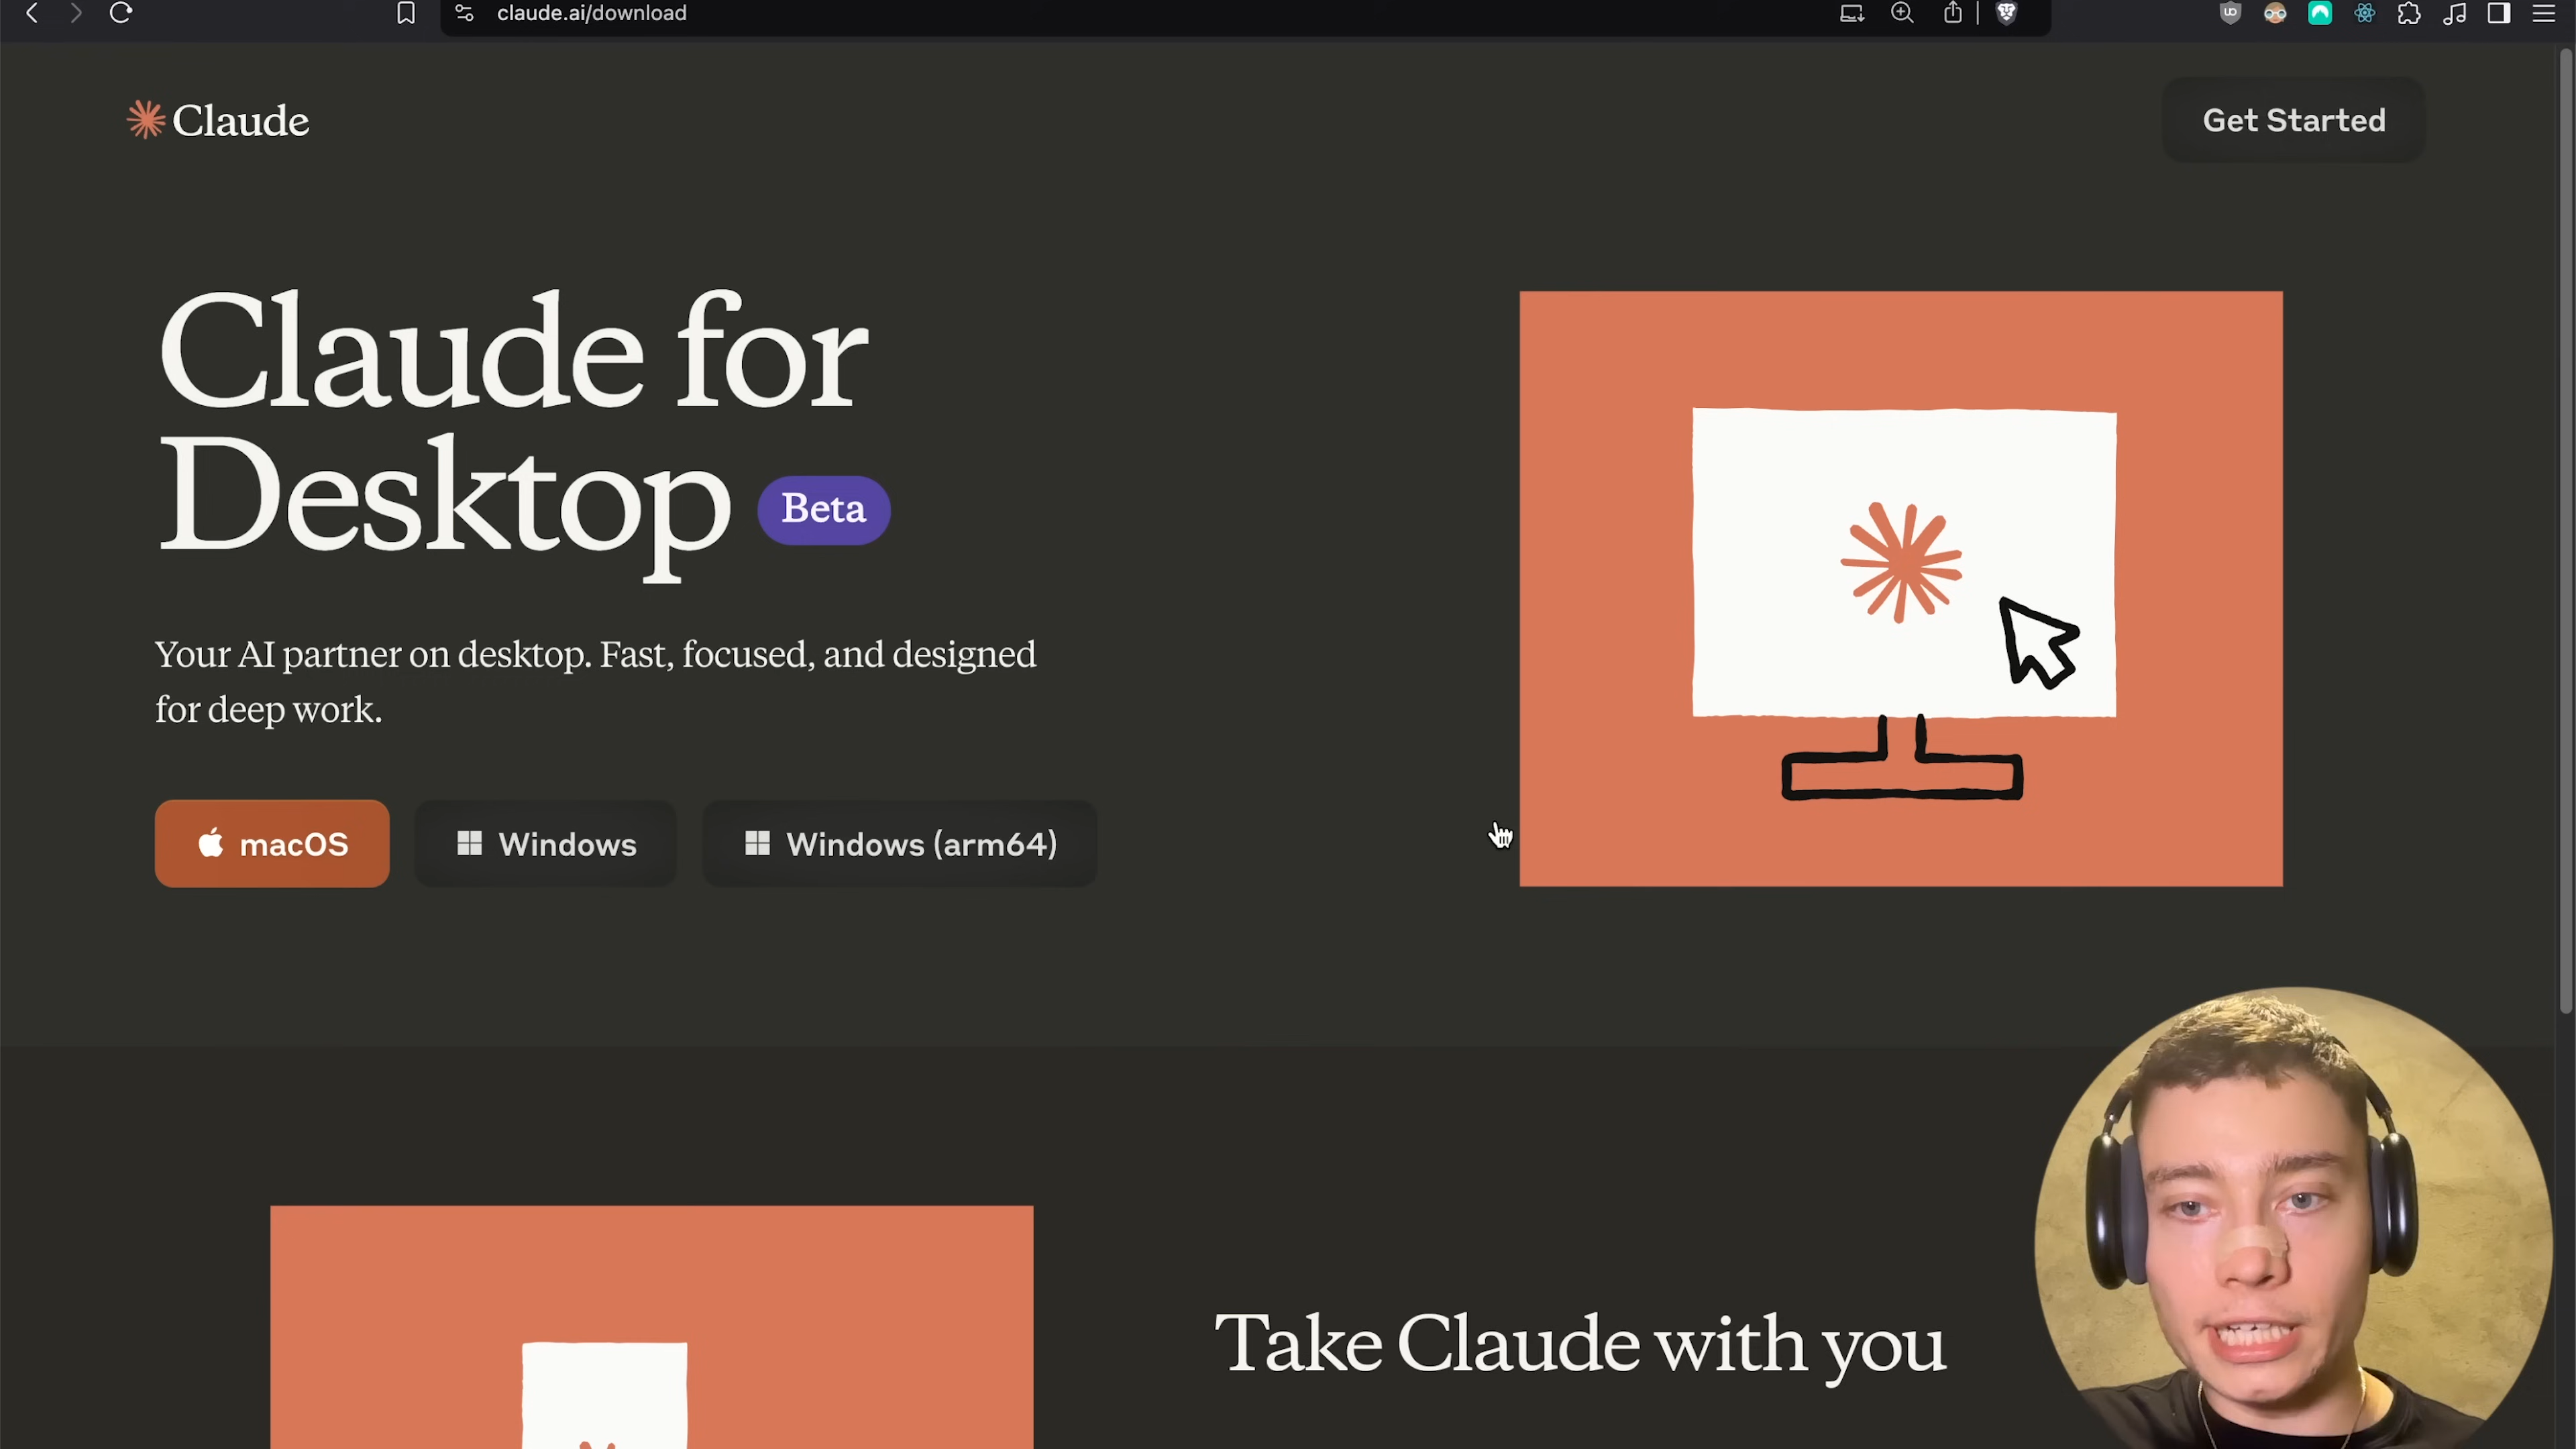 claude.ai/download
Claude
Get Started
Claude for
Desktop Beta
Your AI partner on desktop. Fast, focused, and designed
for deep work.
macOS
Windows
Windows (arm64)
Take Claude with you